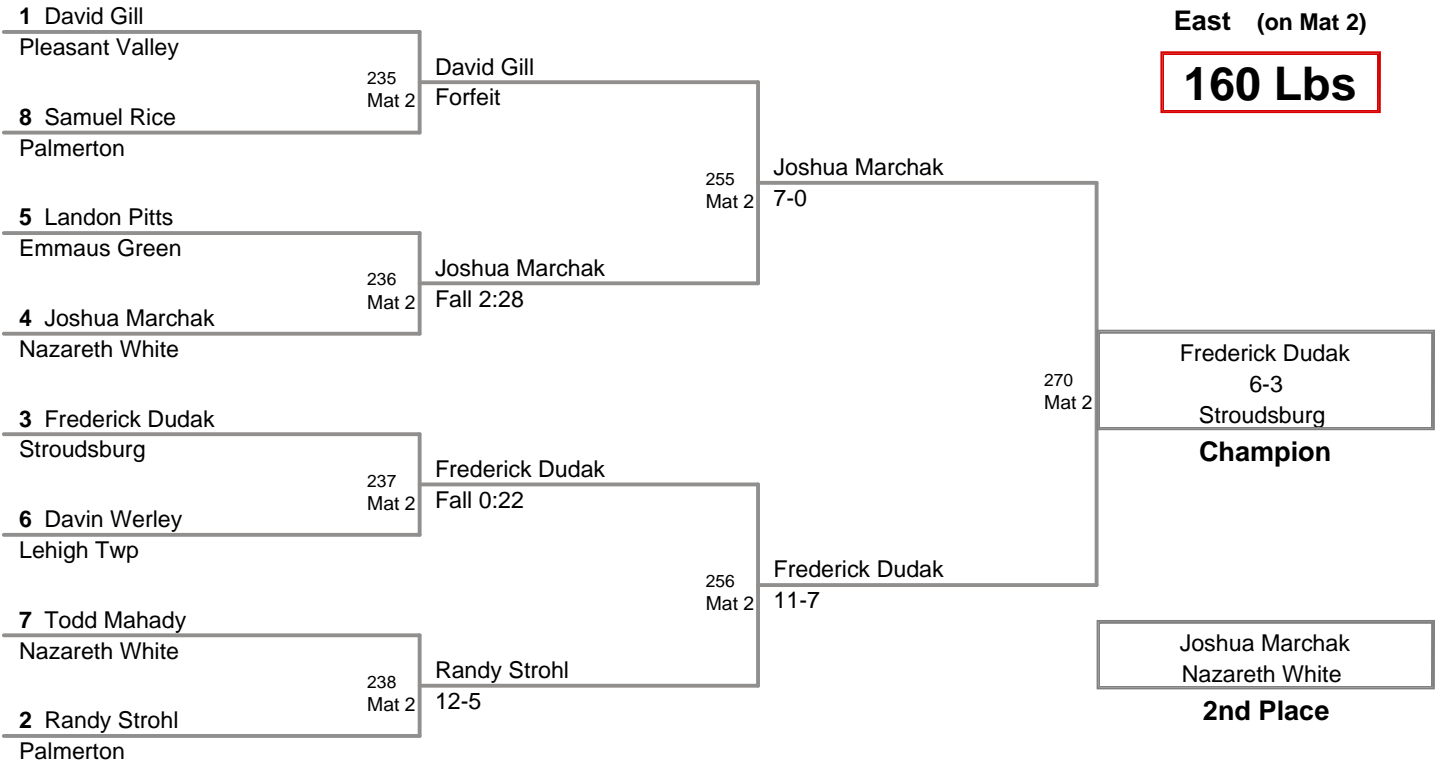 1 David Gill
Pleasant Valley
8 Samuel Rice
Palmerton
5 Landon Pitts
Emmaus Green
4 Joshua Marchak
Nazareth White
3 Frederick Dudak
Stroudsburg
6 Davin Werley
Lehigh Twp
7 Todd Mahady
Nazareth White
2 Randy Strohl
Palmerton
235
Mat 2
David Gill
Forfeit
236
Mat 2
Joshua Marchak
Fall 2:28
237
Mat 2
Frederick Dudak
Fall 0:22
238
Mat 2
Randy Strohl
12-5
255
Mat 2
Joshua Marchak
7-0
256
Mat 2
Frederick Dudak
11-7
East (on Mat 2)
160 Lbs
270
Mat 2
Frederick Dudak
6-3
Stroudsburg
Champion
Joshua Marchak
Nazareth White
2nd Place